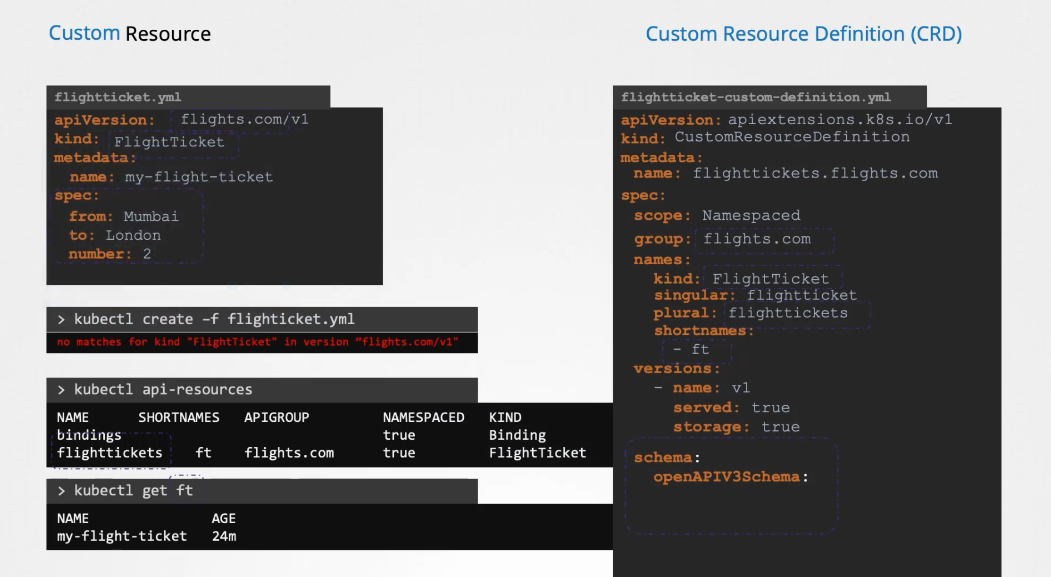 Custom Resource
flightticket.yml
apiVersion: flights.com/v1
kind: FlightTicket
metadata:
name: my-flight-ticket
spec:
from: Mumbai
to: London
number: 2
> kubectl create –f flighticket.yml
no matches for kind "FlightTicket" in version "flights.com/v1"
> kubectl api-resources
NAME SHORTNAMES APIGROUP NAMESPACED KIND
bindings true Binding
flighttickets ft flights.com true FlightTicket
> kubectl get ft
NAME AGE
my-flight-ticket 24m
Custom Resource Definition (CRD)
flightticket-custom-definition.yml
apiVersion: apiextensions.k8s.io/v1
kind: CustomResourceDefinition
metadata:
name: flighttickets.flights.com
spec:
scope: Namespaced
group: flights.com
names:
kind: FlightTicket
singular: flightticket
plural: flighttickets
shortnames:
- ft
versions:
- name: v1
served: true
storage: true
schema:
openAPIV3Schema: